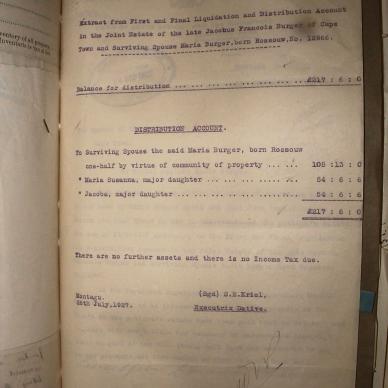 Extract from First and Final Liquidation and Distribution Account
in the Joint Estate of the late Jacobus Francois Burger of Cape
Town and Surviving Spouse Maria Burger, born Rossouw, No.
Balance for distribution ... ... ... ... ... ... £217 : 6 : 0
DISTRIBUTION ACCOUNT.
To Surviving Spouse the said Maria Burger, born Rossouw
one-half by virtue of community of property ... ... 108 :13 : 0
" Maria Susanna, major daughter ... ... ... ... 54 : 6 : 6
" Jacoba, major daughter ... ... ... ... ... 54 : 6 : 6
£217 : 6 : 0
There are no further assets and there is no Income Tax due.
Montagu
July, 1927.
(Sgd) S.E. Kriel,
Executrix Dative.